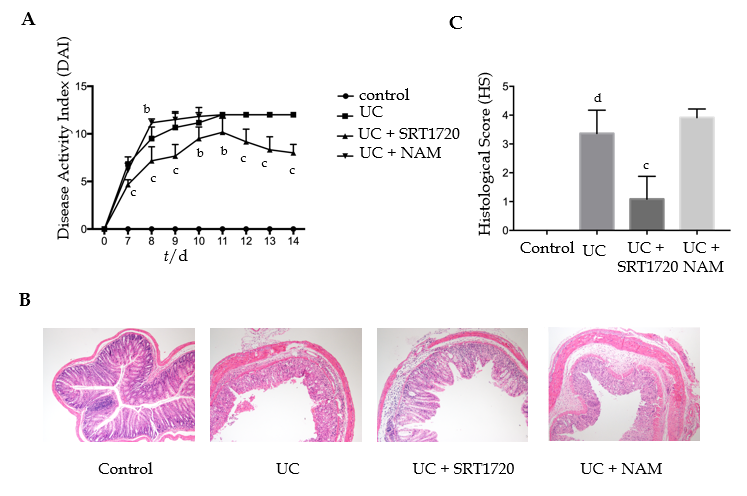 A
Disease Activity Index (DAI)
15
10
5
0
b
c
c
c
b
b
c
c
c
0 7 8 9 10 11 12 13 14
t/d
control
UC
UC + SRT1720
UC + NAM
C
Histological Score (HS)
5
4
3
2
1
0
d
c
Control
UC
UC +
SRT1720
UC +
NAM
B
Control
UC
UC + SRT1720
UC + NAM